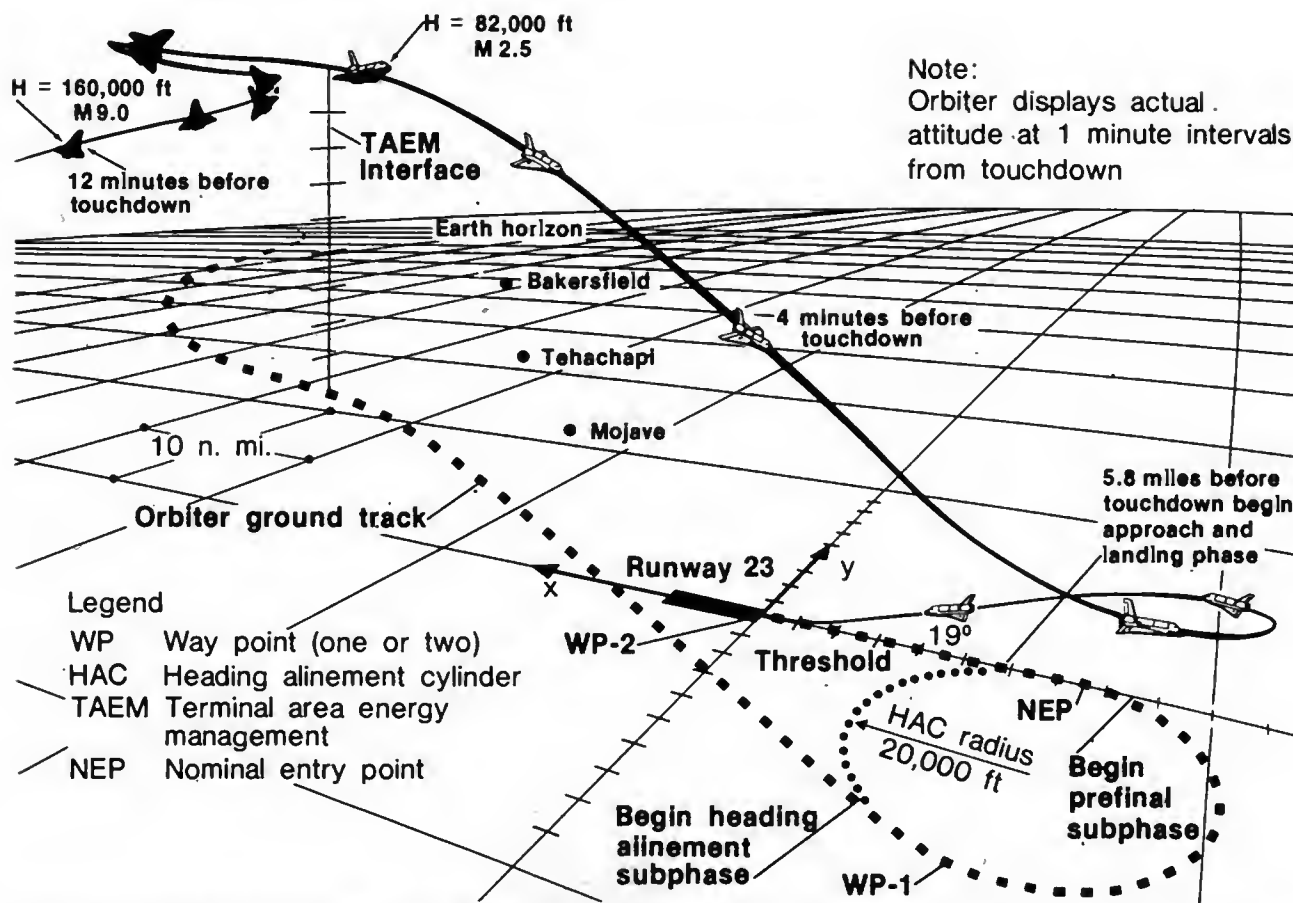 H = 82,000 ft
M 2.5
H = 160,000 ft
M 9.0
12 minutes before
touchdown
TAEM
interface
Note:
Orbiter displays actual
attitude at 1 minute intervals
from touchdown
Earth horizon
Bakersfield
4 minutes before
touchdown
Tehachapi
Mojave
10 n. mi.
Orbiter ground track
5.8 miles before
touchdown begin
approach and
landing phase
Runway 23
x
y
WP-2
Threshold
19°
NEP
HAC radius
20,000 ft
Begin
prefinal
subphase
Begin heading
alinement
subphase
WP-1
Legend
WP Way point (one or two)
HAC Heading alinement cylinder
TAEM Terminal area energy
management
NEP Nominal entry point